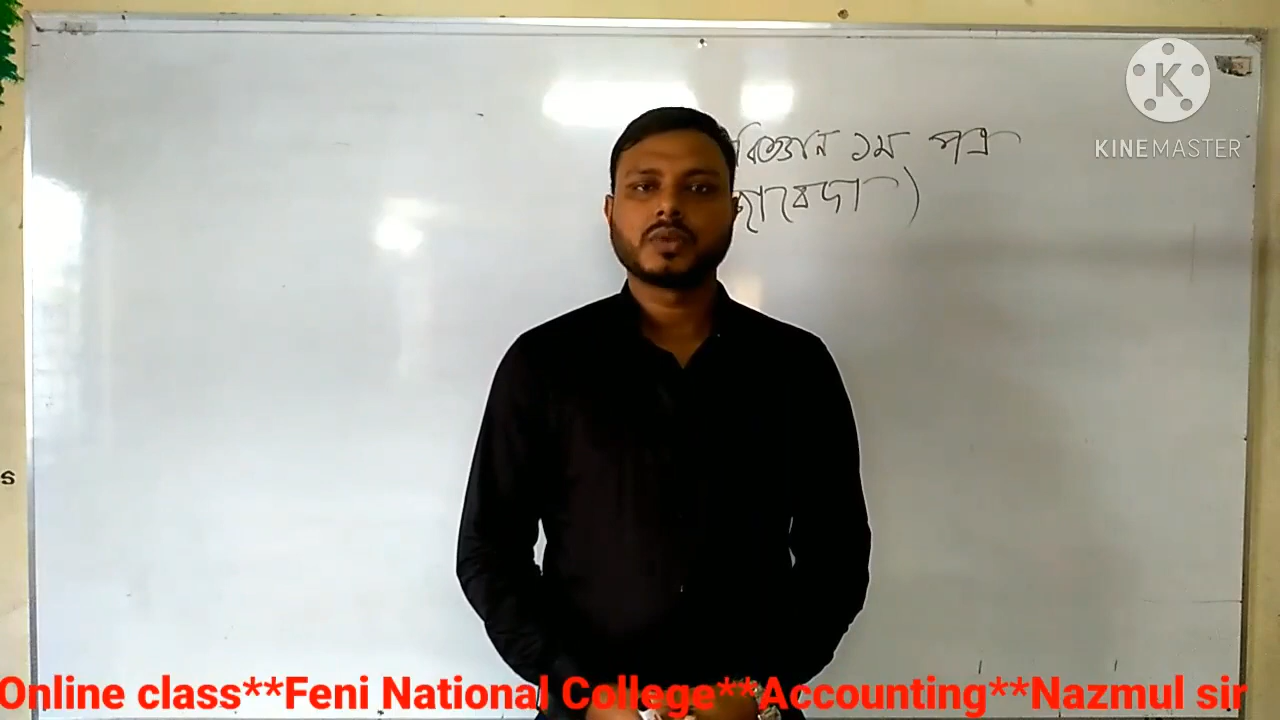 KINEMASTER
বিজ্ঞান ১ম পত্র
জাবেদা)
Online class**Feni National College**Accounting**Nazmul sir